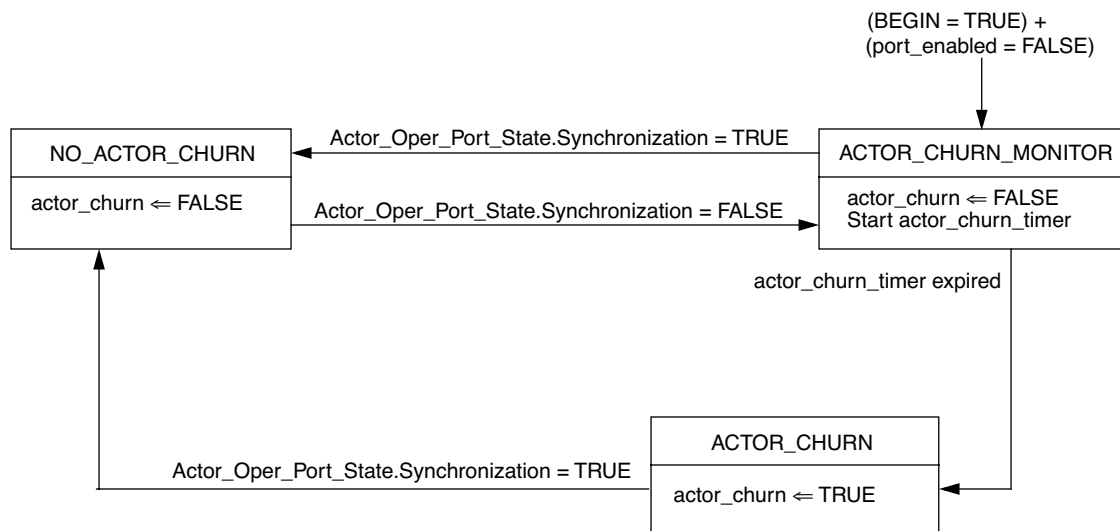 (BEGIN = TRUE) +
(port_enabled = FALSE)
NO_ACTOR_CHURN
actor_churn ⇐ FALSE
Actor_Oper_Port_State.Synchronization = TRUE
Actor_Oper_Port_State.Synchronization = FALSE
ACTOR_CHURN_MONITOR
actor_churn ⇐ FALSE
Start actor_churn_timer
actor_churn_timer expired
Actor_Oper_Port_State.Synchronization = TRUE
ACTOR_CHURN
actor_churn ⇐ TRUE